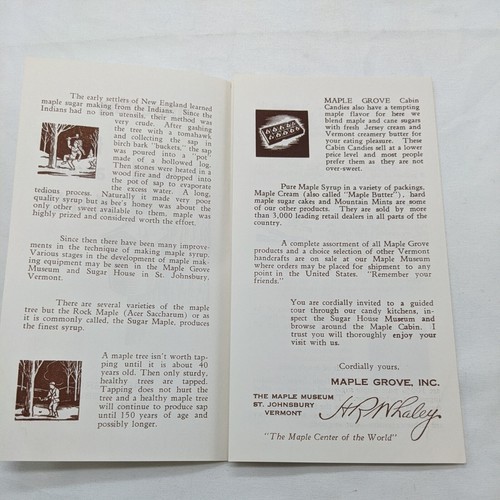 The early settlers of New England learned
maple sugar making from the Indians. Since the
Indians had no iron utensils, their method was
very crude. After gashing
the tree with a tomahawk
and catching the sap in
birch bark "buckets," the sap
was poured into a "pot"
made of a hollowed log.
Then stones were heated in a
wood fire and dropped into
the pot of sap to evaporate
the excess water. A long,
tedious process. Naturally it made very poor
quality syrup but as bee's honey was about the
only other sweet available to them, maple was
highly prized and considered worth the effort.
Since then there have been many improve-
ments in the technique of making maple syrup.
Various stages in the development of maple mak-
ing equipment may be seen in the Maple Grove
Museum and Sugar House in St. Johnsbury,
Vermont.
There are several varieties of the maple
tree but the Rock Maple (Acer Saccharum) or as
it is commonly called, the Sugar Maple, produces
the finest syrup.
A maple tree isn't worth tap-
ping until it is about 40
years old. Then only sturdy,
healthy trees are tapped.
Tapping does not hurt the
tree and a healthy maple tree
will continue to produce sap
until 150 years of age and
possibly longer.
MAPLE GROVE Cabin
Candies also have a tempting
maple flavor for here we
blend maple and cane sugars
with fresh Jersey cream and
Vermont creamery butter for
your eating pleasure. These
Cabin Candies sell at a lower
price level and most people
prefer them as they are not
over-sweet.
Pure Maple Syrup in a variety of packings,
Maple Cream (also called "Maple Butter"), hard
maple sugar cakes and Mountain Mints are some
of our other products. They are sold by more
than 3,000 leading retail dealers in all parts of the
country.
A complete assortment of all Maple Grove
products and a choice selection of other Vermont
handcrafts are on sale at our Maple Museum
where orders may be placed for shipment to any
point in the United States. "Remember your
friends."
You are cordially invited to a guided
tour through our candy kitchens, in-
spect the Sugar House Museum and
browse around the Maple Cabin. I
trust you will thoroughly enjoy your
visit with us.
Cordially yours,
MAPLE GROVE, INC.
THE MAPLE MUSEUM
ST. JOHNSBURY
VERMONT
H.R. Whaley
"The Maple Center of the World"